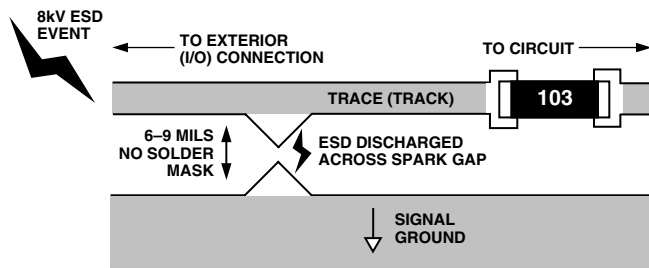 8kV ESD
EVENT
TO EXTERIOR
(I/O) CONNECTION
TO CIRCUIT
TRACE (TRACK)
103
6–9 MILS
NO SOLDER
MASK
ESD DISCHARGED
ACROSS SPARK GAP
SIGNAL
GROUND